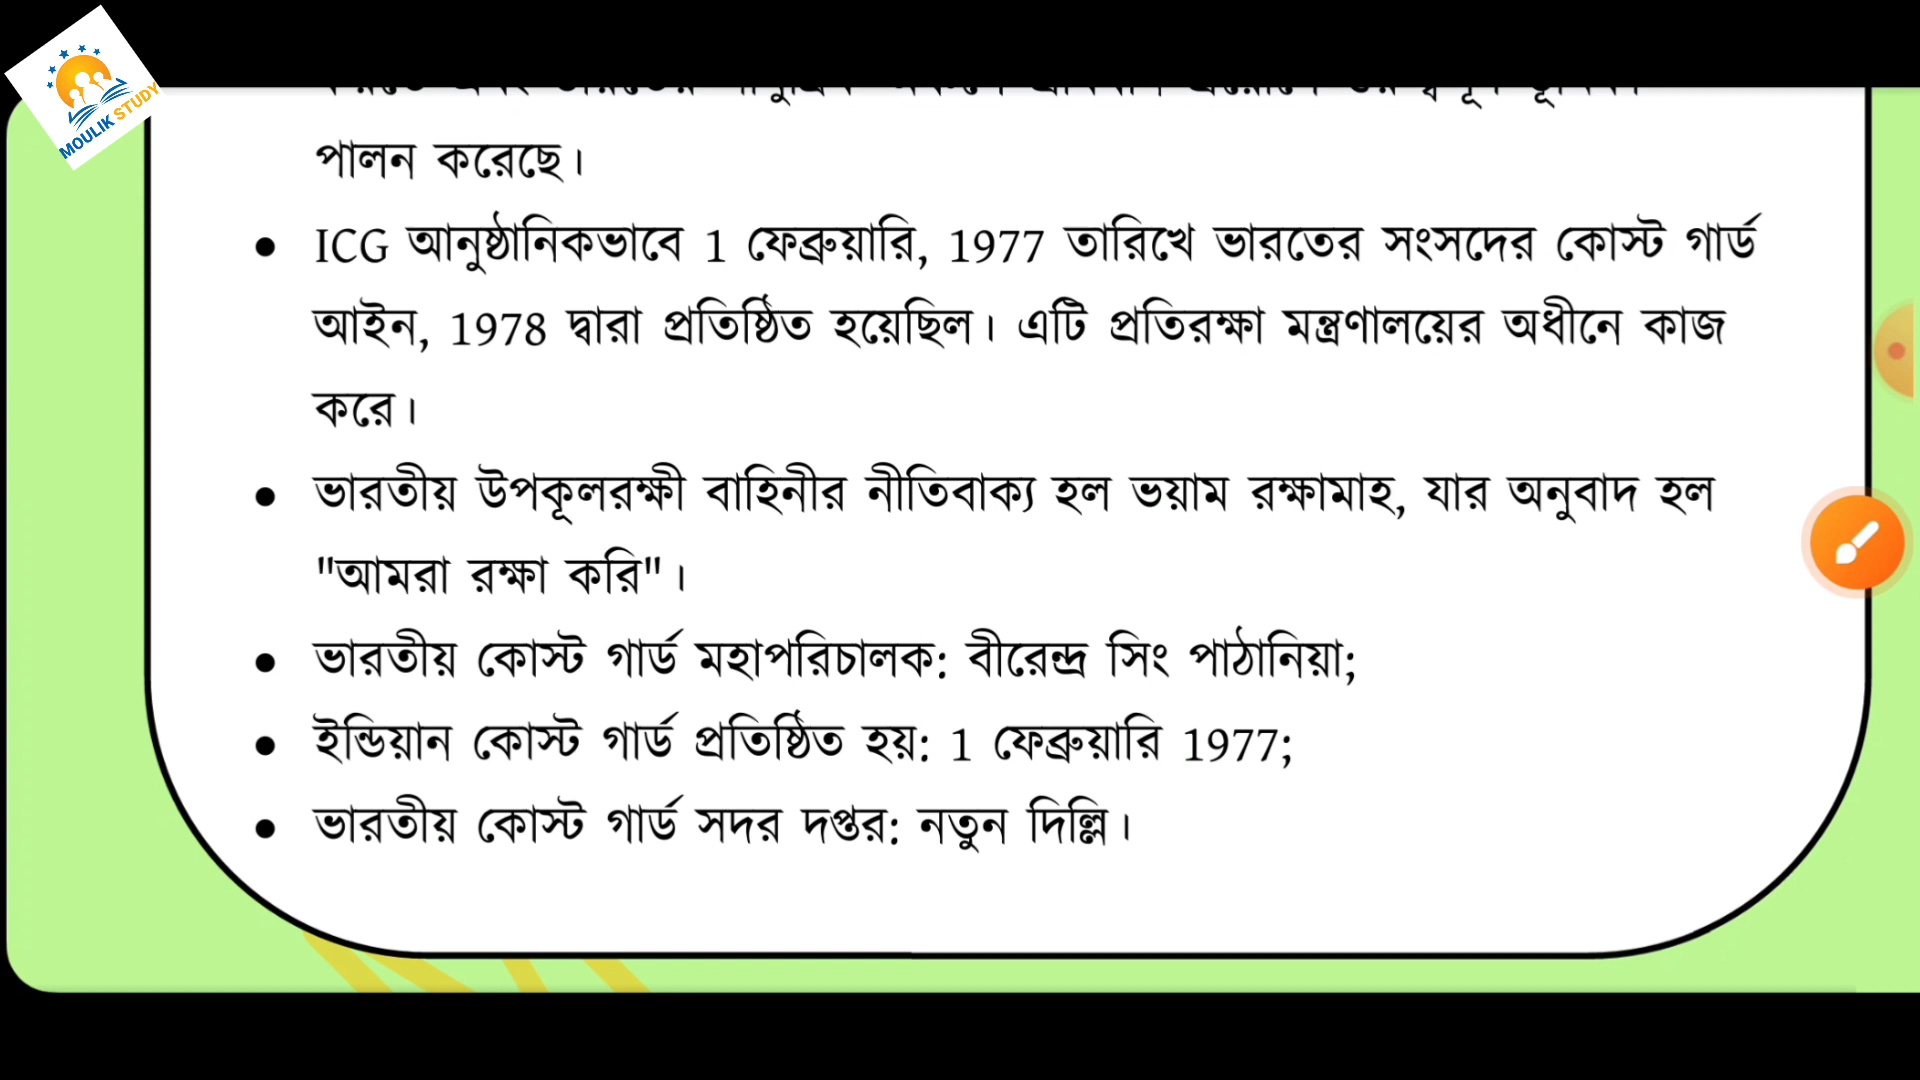 MOULIK STUDY
পালন করেছে।
● ICG আনুষ্ঠানিকভাবে 1 ফেব্রুয়ারি, 1977 তারিখে ভারতের সংসদের কোস্ট গার্ড
আইন, 1978 দ্বারা প্রতিষ্ঠিত হয়েছিল। এটি প্রতিরক্ষা মন্ত্রণালয়ের অধীনে কাজ
করে।
● ভারতীয় উপকূলরক্ষী বাহিনীর নীতিবাক্য হল ভয়াম রক্ষামাহ, যার অনুবাদ হল
"আমরা রক্ষা করি"।
● ভারতীয় কোস্ট গার্ড মহাপরিচালক: বীরেন্দ্র সিং পাঠানিয়া;
● ইন্ডিয়ান কোস্ট গার্ড প্রতিষ্ঠিত হয়: 1 ফেব্রুয়ারি 1977;
● ভারতীয় কোস্ট গার্ড সদর দপ্তর: নতুন দিল্লি।